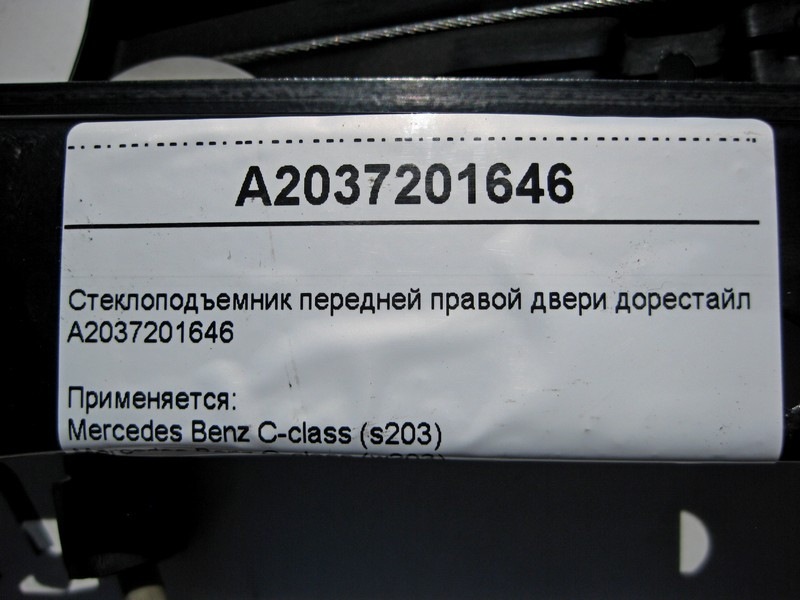 A2037201646
Стеклоподъемник передней правой двери дорестайл
A2037201646
Применяется:
Mercedes Benz C-class (s203)